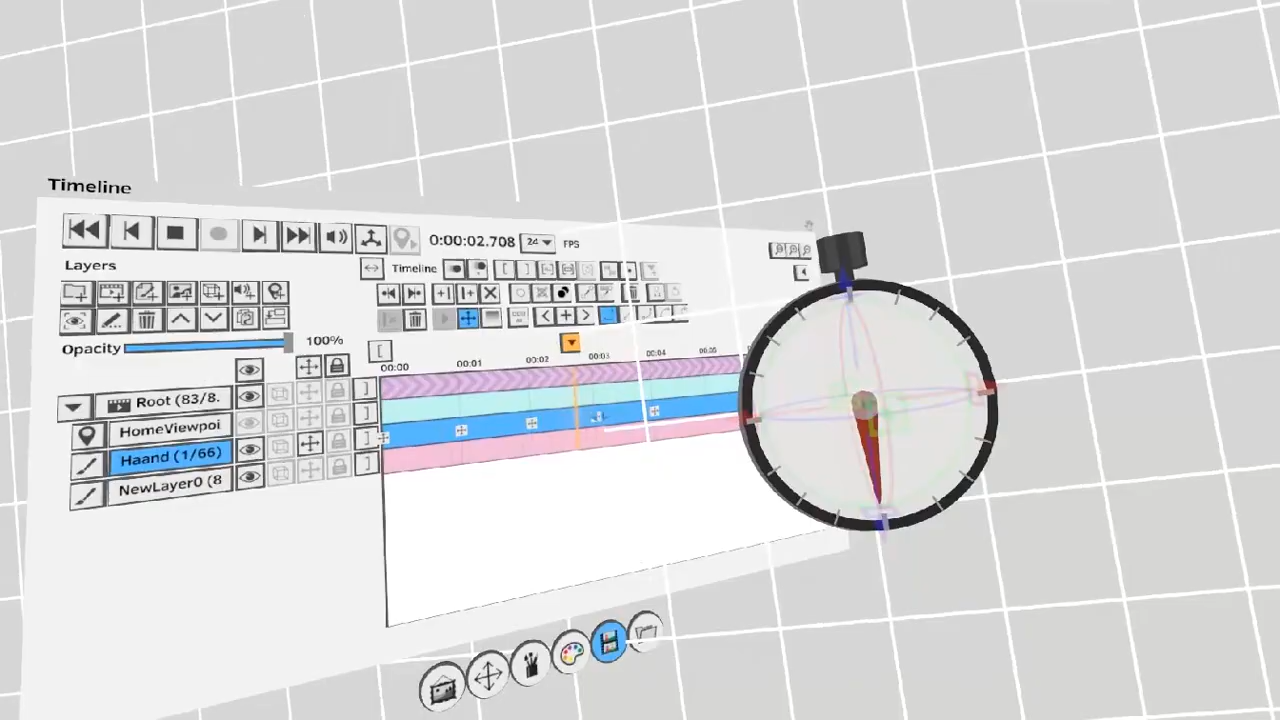 Timeline
0:00:02.708 24 FPS
Layers
Timeline
Opacity 100%
00:00 00:01 00:02 00:03 00:04 00:05
Root (83/8.
HomeViewpoi
Haand (1/66)
NewLayer0 (8